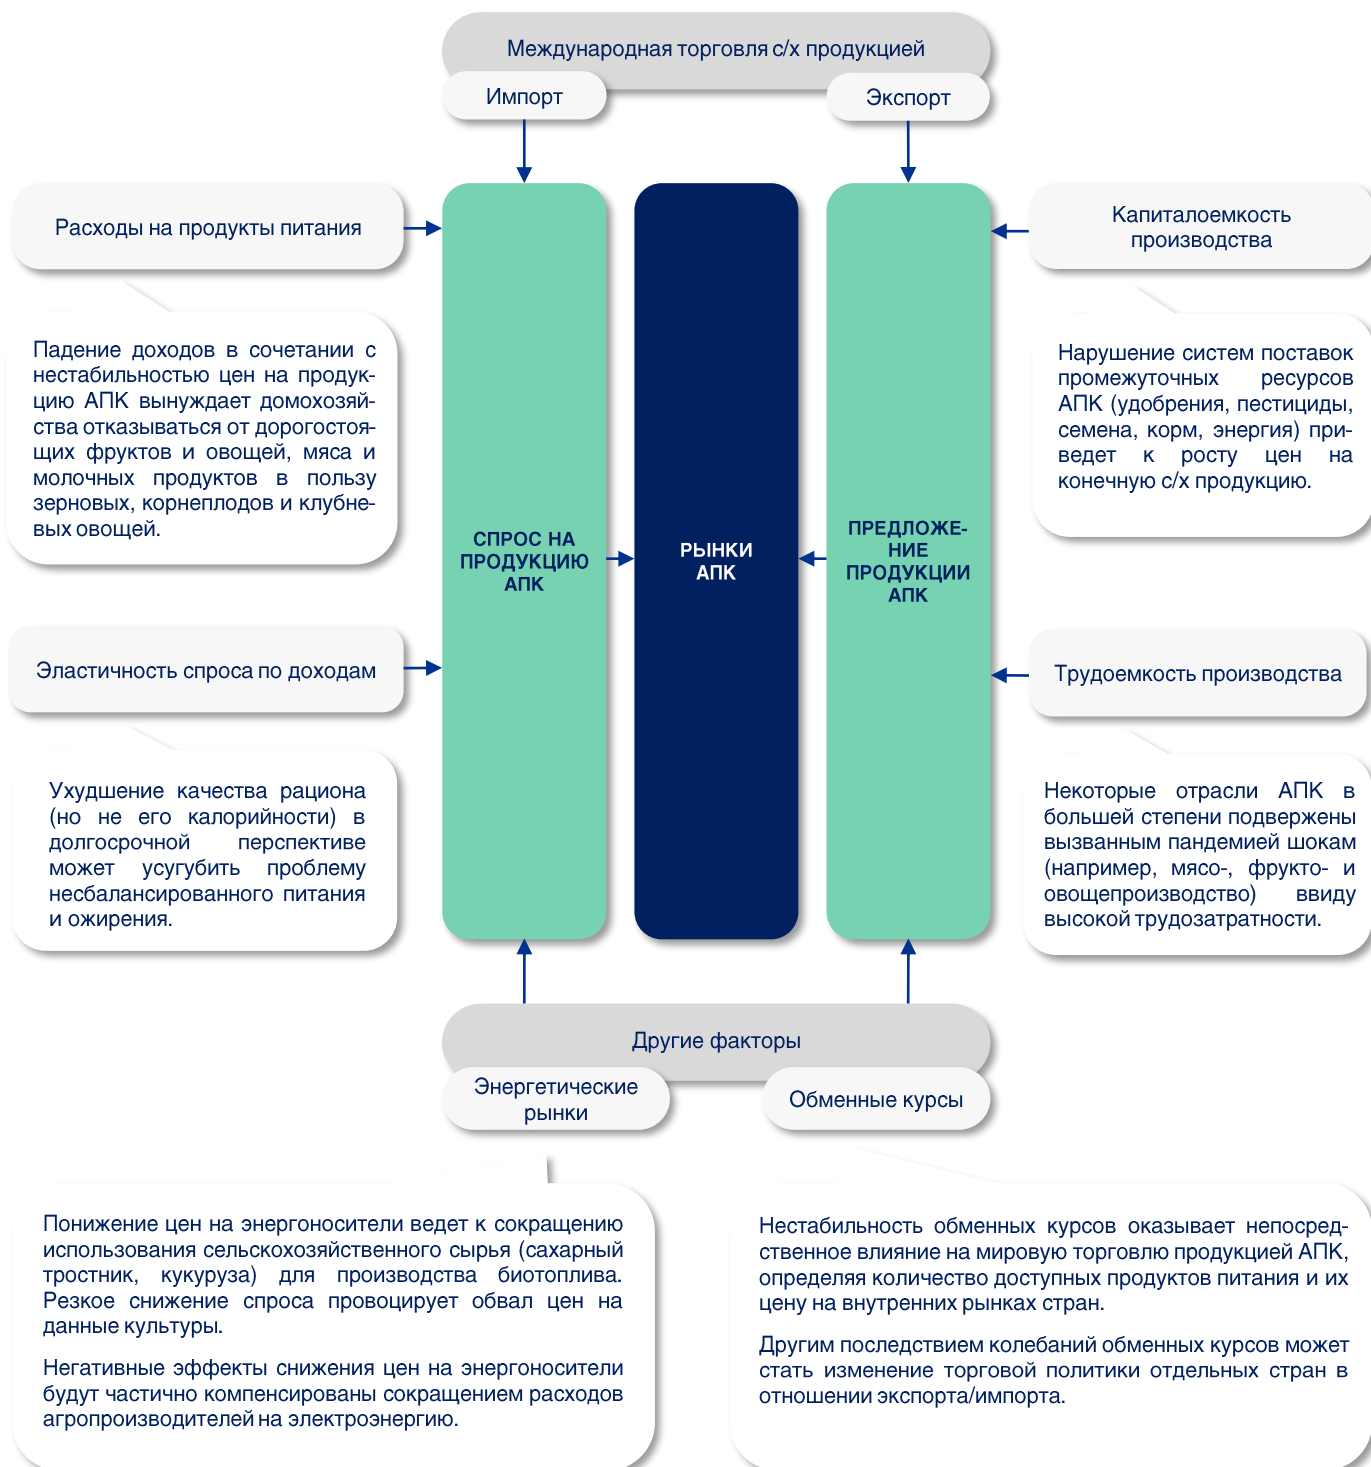 Международная торговля с/х продукцией
Импорт
Экспорт
Расходы на продукты питания
Капиталоемкость
производства
Падение доходов в сочетании с
нестабильностью цен на продук-
цию АПК вынуждает домохозяй-
ства отказываться от дорогостоя-
щих фруктов и овощей, мяса и
молочных продуктов в пользу
зерновых, корнеплодов и клубне-
вых овощей.
Нарушение систем поставок
промежуточных ресурсов
АПК (удобрения, пестициды,
семена, корм, энергия) при-
ведет к росту цен на
конечную с/х продукцию.
СПРОС НА
ПРОДУКЦИЮ
АПК
РЫНКИ
АПК
ПРЕДЛОЖЕ-
НИЕ
ПРОДУКЦИИ
АПК
Эластичность спроса по доходам
Трудоемкость производства
Ухудшение качества рациона
(но не его калорийности) в
долгосрочной перспективе
может усугубить проблему
несбалансированного питания
и ожирения.
Некоторые отрасли АПК в
большей степени подвержены
вызванным пандемией шокам
(например, мясо-, фрукто- и
овощепроизводство) ввиду
высокой трудозатратности.
Другие факторы
Энергетические
рынки
Обменные курсы
Понижение цен на энергоносители ведет к сокращению
использования сельскохозяйственного сырья (сахарный
тростник, кукуруза) для производства биотоплива.
Резкое снижение спроса провоцирует обвал цен на
данные культуры.
Негативные эффекты снижения цен на энергоносители
будут частично компенсированы сокращением расходов
агропроизводителей на электроэнергию.
Нестабильность обменных курсов оказывает непосред-
ственное влияние на мировую торговлю продукцией АПК,
определяя количество доступных продуктов питания и их
цену на внутренних рынках стран.
Другим последствием колебаний обменных курсов может
стать изменение торговой политики отдельных стран в
отношении экспорта/импорта.